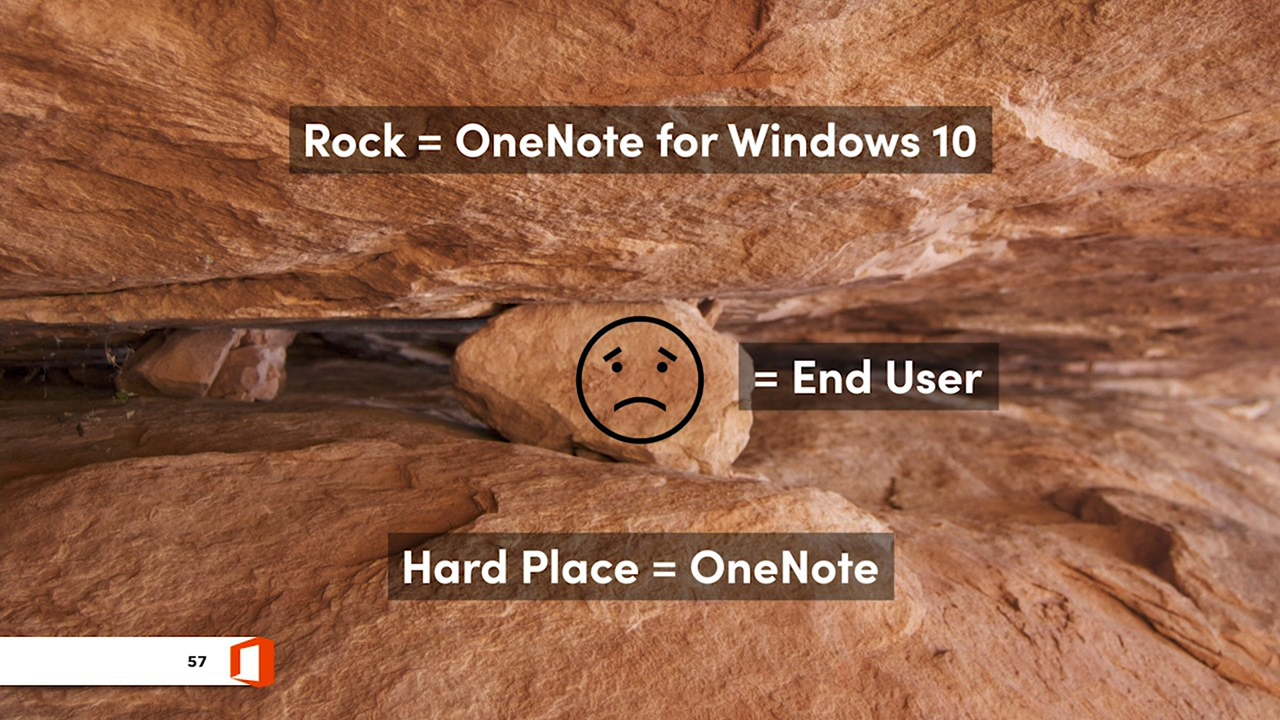 Rock = OneNote for Windows 10
= End User
Hard Place = OneNote
57